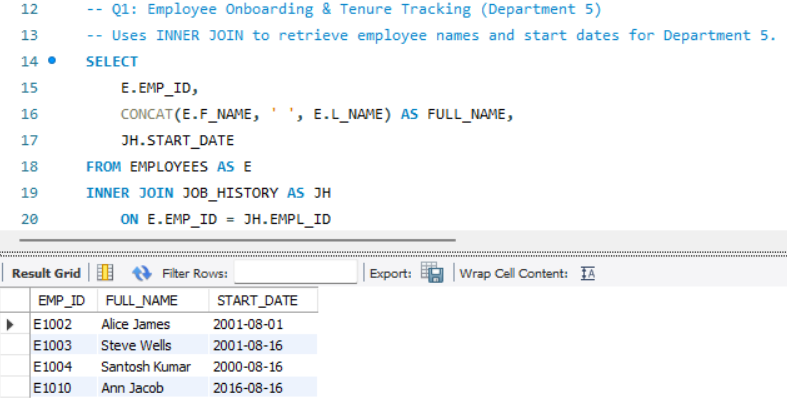 12 -- Q1: Employee Onboarding & Tenure Tracking (Department 5)
13 -- Uses INNER JOIN to retrieve employee names and start dates for Department 5.
14 SELECT
15 E.EMP_ID,
16 CONCAT(E.F_NAME, ' ', E.L_NAME) AS FULL_NAME,
17 JH.START_DATE
18 FROM EMPLOYEES AS E
19 INNER JOIN JOB_HISTORY AS JH
20 ON E.EMP_ID = JH.EMPL_ID
Result Grid Filter Rows: Export: Wrap Cell Content: IA
EMP_ID FULL_NAME START_DATE
E1002 Alice James 2001-08-01
E1003 Steve Wells 2001-08-16
E1004 Santosh Kumar 2000-08-16
E1010 Ann Jacob 2016-08-16